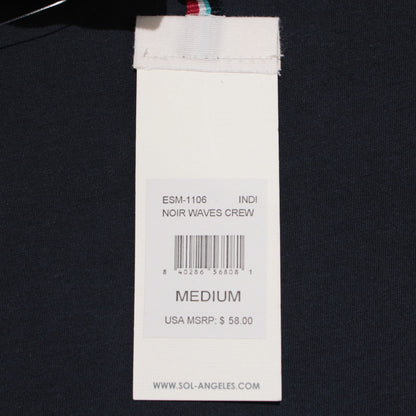 ESM-1106 INDI
NOIR WAVES CREW
8 40286 56808 1
MEDIUM
USA MSRP: $ 58.00
WWW.SOL-ANGELES.COM